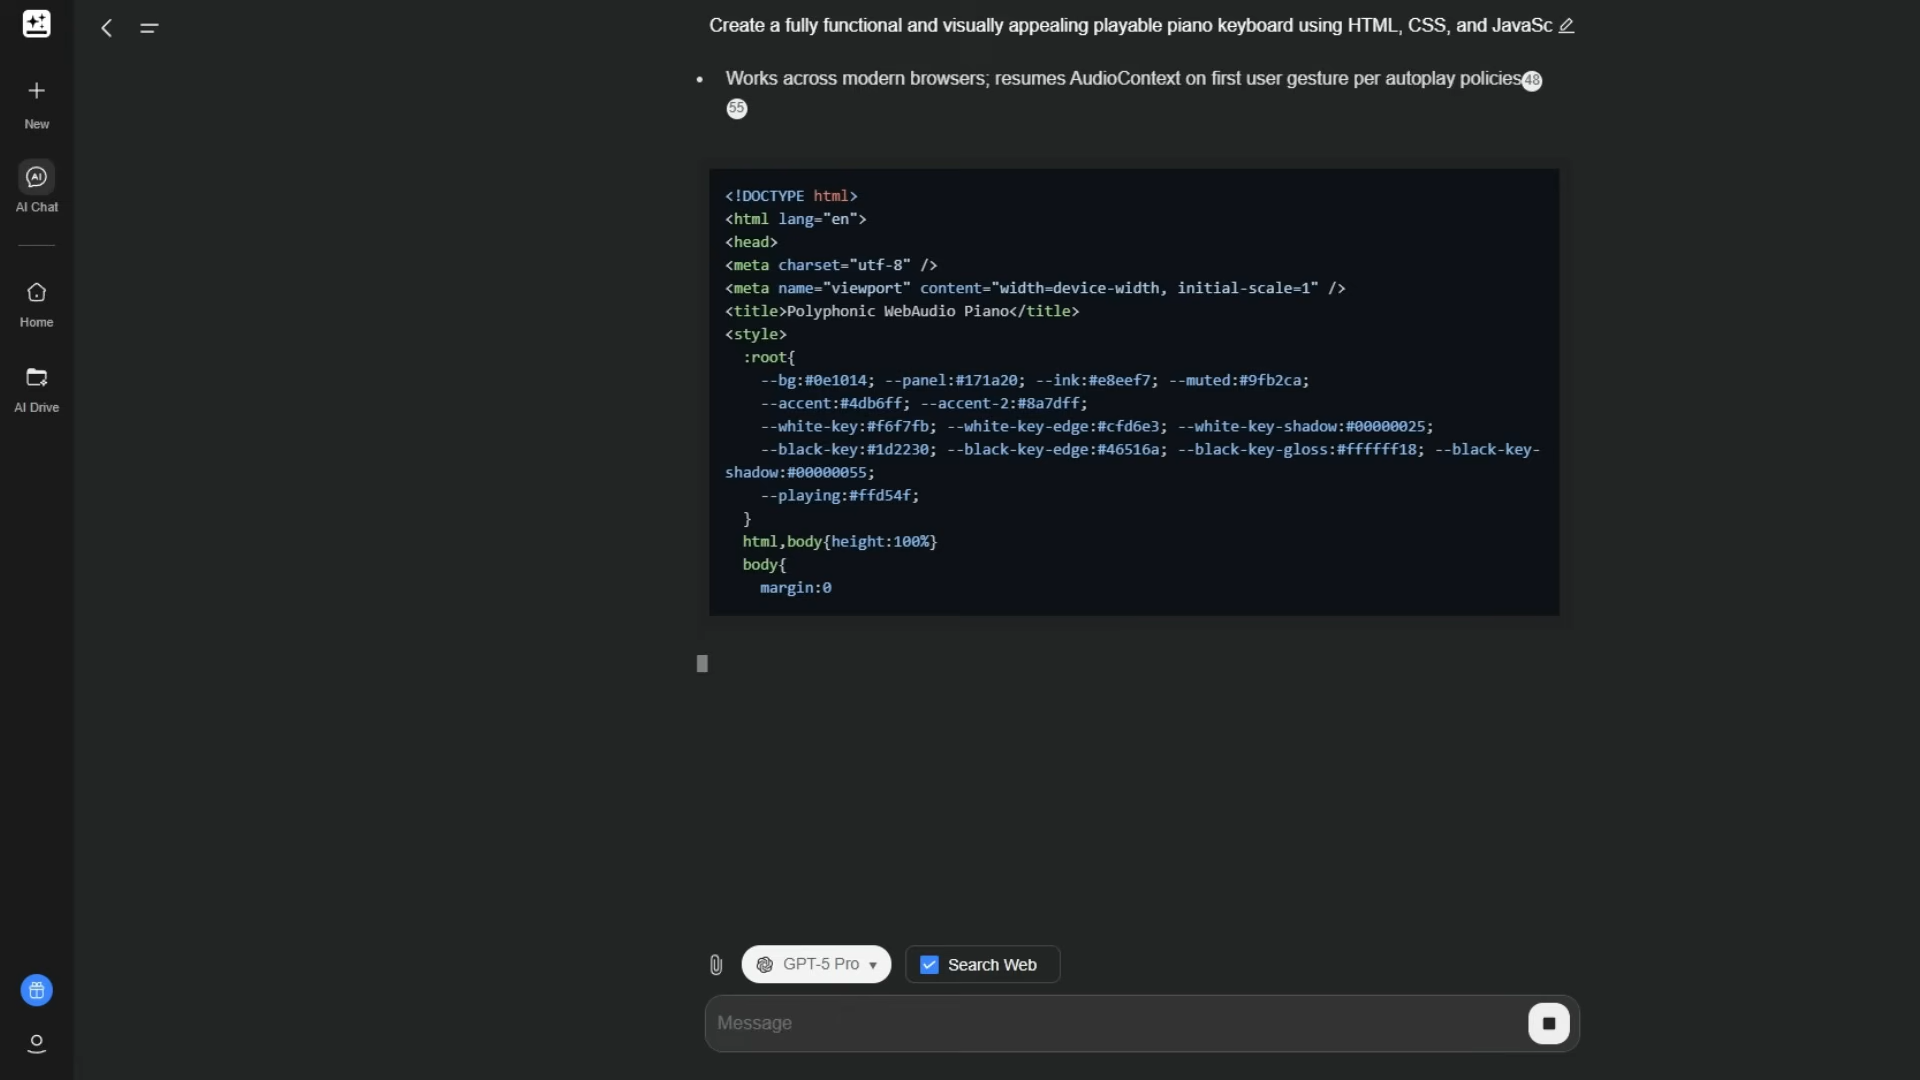 Create a fully functional and visually appealing playable piano keyboard using HTML, CSS, and JavaSc
• Works across modern browsers; resumes AudioContext on first user gesture per autoplay policies 48
55
New
AI Chat
Home
AI Drive
<!DOCTYPE html>
<html lang="en">
<head>
<meta charset="utf-8" />
<meta name="viewport" content="width=device-width, initial-scale=1" />
<title>Polyphonic WebAudio Piano</title>
<style>
  :root{
    --bg:#0e1014; --panel:#171a20; --ink:#e8eef7; --muted:#9fb2ca;
    --accent:#4db6ff; --accent-2:#8a7dff;
    --white-key:#f6f7fb; --white-key-edge:#cfd6e3; --white-key-shadow:#00000025;
    --black-key:#1d2230; --black-key-edge:#46516a; --black-key-gloss:#ffffff18; --black-key-
shadow:#00000055;
    --playing:#ffd54f;
  }
  html,body{height:100%}
  body{
    margin:0
GPT-5 Pro
Search Web
Message